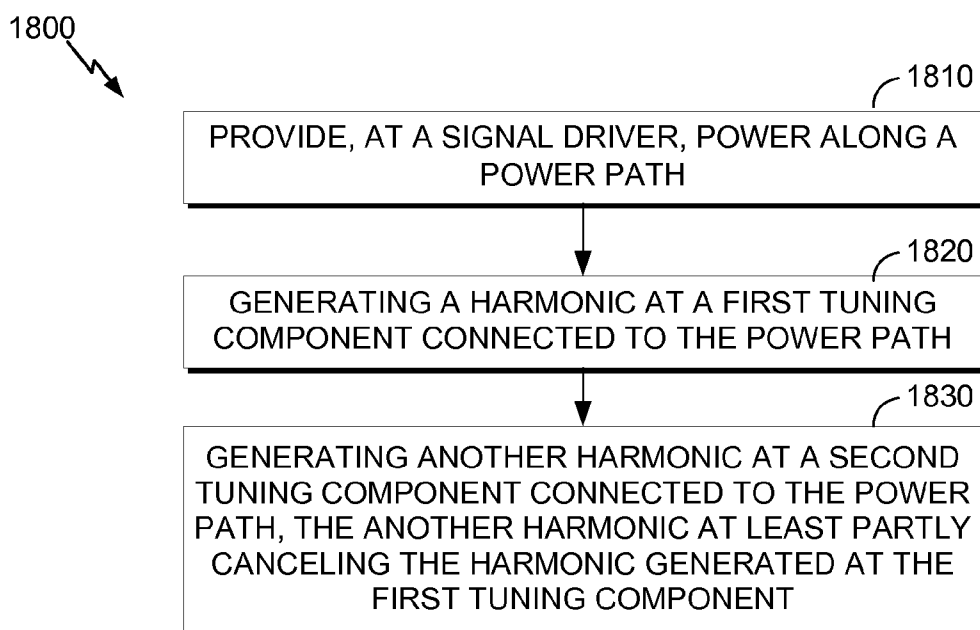 1800
1810
PROVIDE, AT A SIGNAL DRIVER, POWER ALONG A
POWER PATH
1820
GENERATING A HARMONIC AT A FIRST TUNING
COMPONENT CONNECTED TO THE POWER PATH
1830
GENERATING ANOTHER HARMONIC AT A SECOND
TUNING COMPONENT CONNECTED TO THE POWER
PATH, THE ANOTHER HARMONIC AT LEAST PARTLY
CANCELING THE HARMONIC GENERATED AT THE
FIRST TUNING COMPONENT